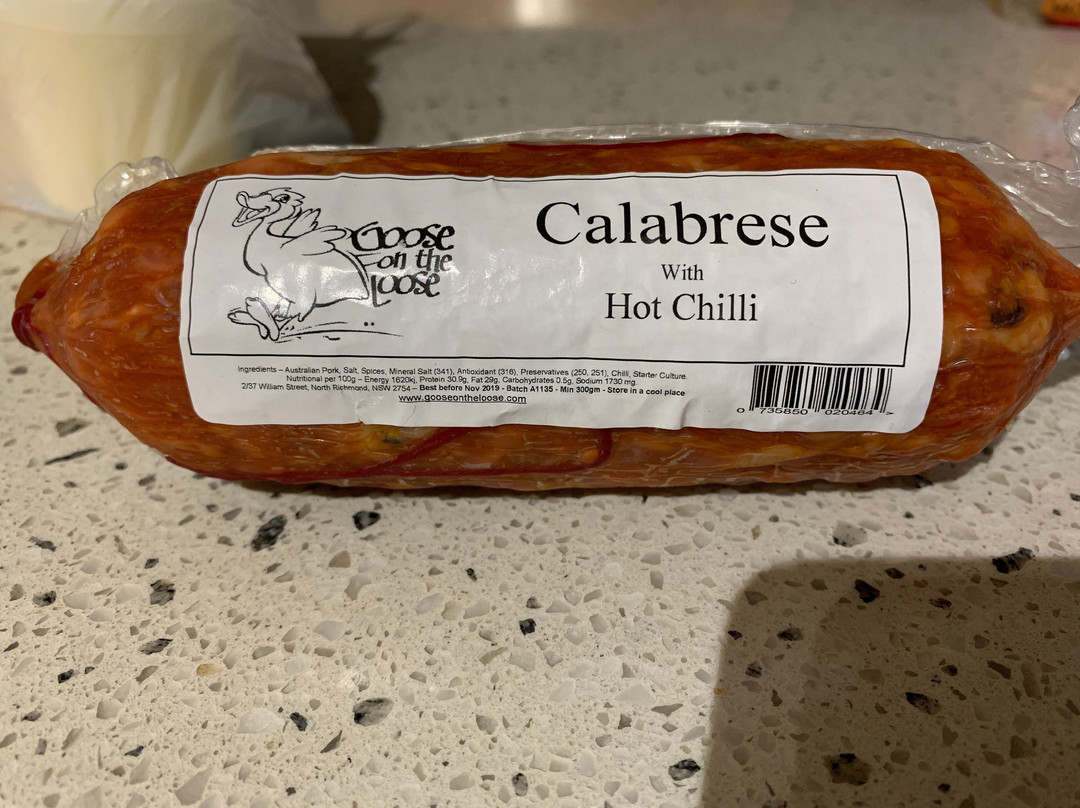 Goose
on the
Loose
Calabrese
With
Hot Chilli
Ingredients – Australian Pork, Salt, Spices, Mineral Salt (341), Antioxidant (316), Preservatives (250, 251), Chilli, Starter Culture.
Nutritional per 100g – Energy 1620kj, Protein 30.9g, Fat 29g, Carbohydrates 0.5g, Sodium 1730 mg.
2/37 William Street, North Richmond, NSW 2754 – Best before Nov 2019 - Batch A1135 - Min 300gm - Store in a cool place
www.gooseontheloose.com
0 735850 020464 >